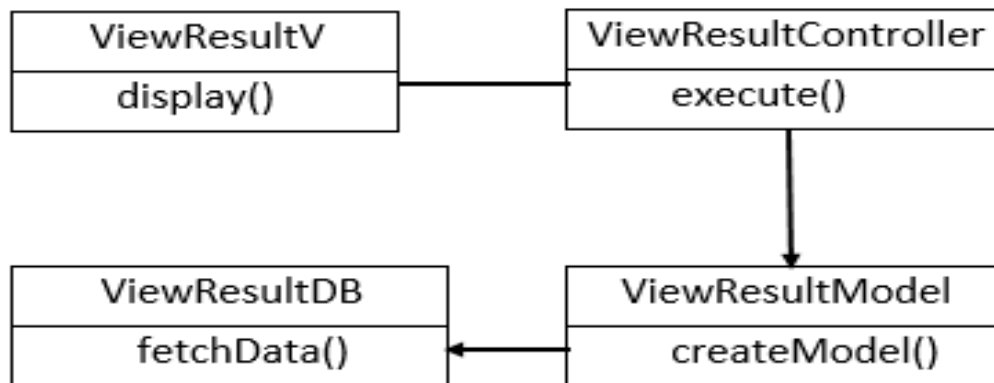 ViewResultV
display()
ViewResultController
execute()
ViewResultDB
fetchData()
ViewResultModel
createModel()